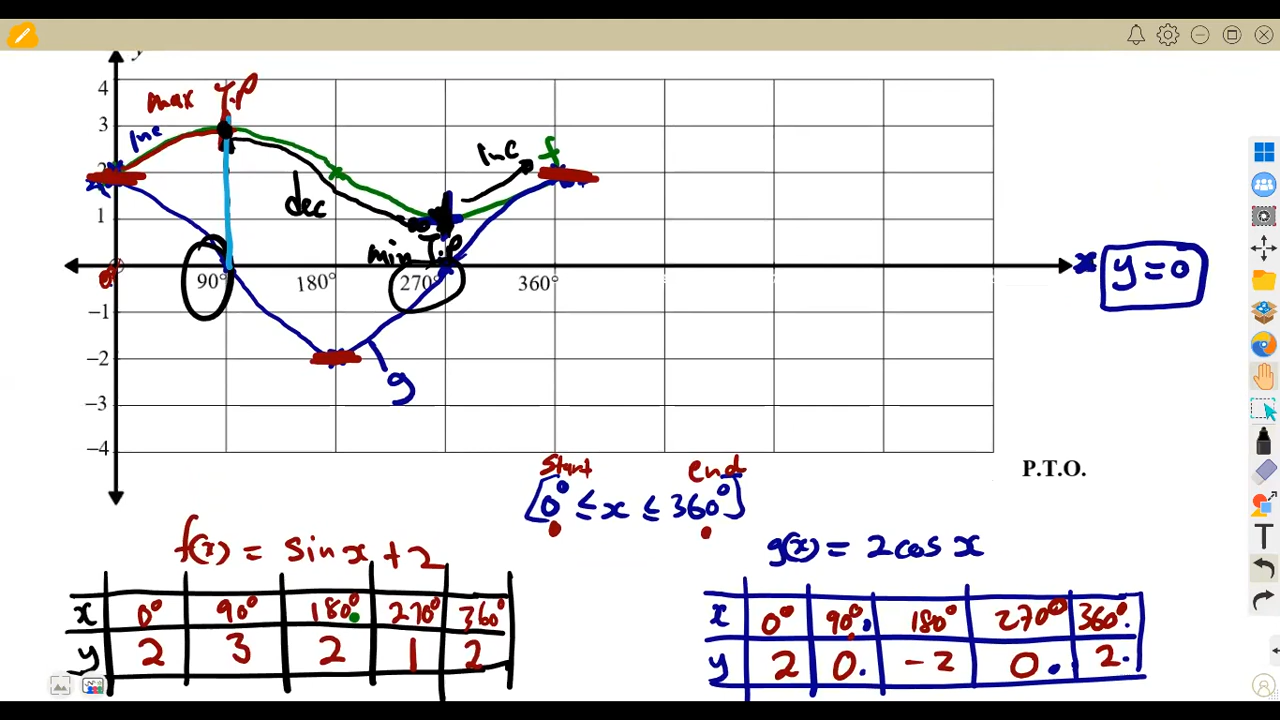 y
4
max T.P
3
inc
inc f
2
dec
1
min T.P
x y=0
0°
90° 180° 270° 360°
−1
−2
g
−3
−4
start end
P.T.O.
[0° ≤ x ≤ 360°]
f(x) = sin x + 2
g(x) = 2cos x
x 0° 90° 180° 270° 360°
y 2 3 2 1 2
x 0° 90° 180° 270° 360°
y 2 0 -2 0 2
T